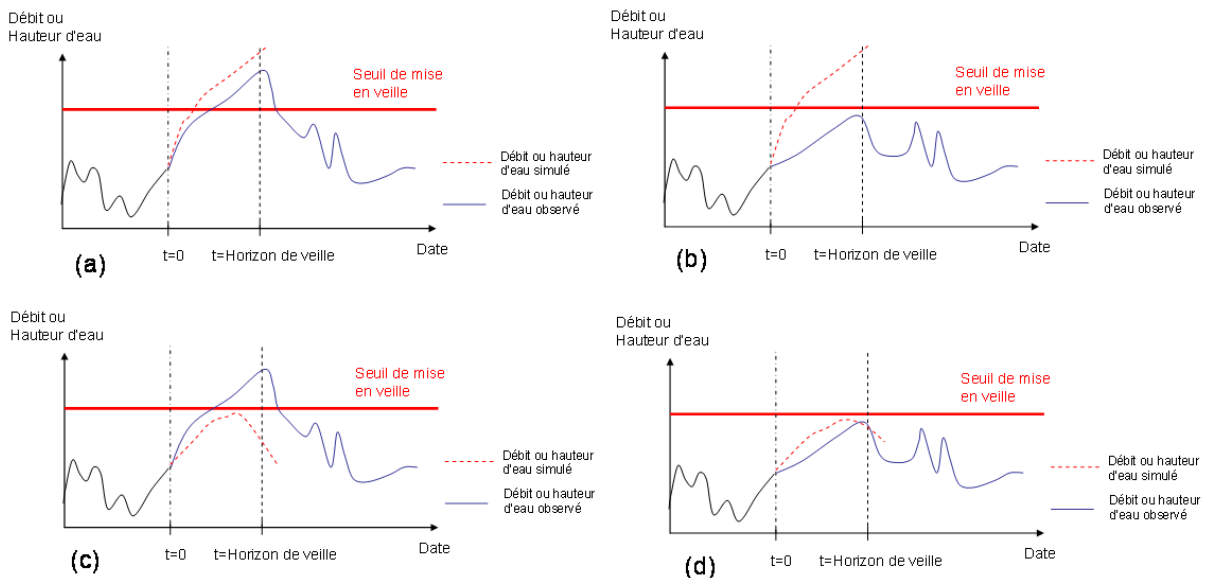 Débit ou
Hauteur d'eau
Seuil de mise
en veille
Débit ou hauteur
d'eau simulé
Débit ou hauteur
d'eau observé
Date
t=0
t=Horizon de veille
(a)
Débit ou
Hauteur d'eau
Seuil de mise
en veille
Débit ou hauteur
d'eau simulé
Débit ou hauteur
d'eau observé
Date
t=0
t=Horizon de veille
(b)
Débit ou
Hauteur d'eau
Seuil de mise
en veille
Débit ou hauteur
d'eau simulé
Débit ou hauteur
d'eau observé
Date
t=0
t=Horizon de veille
(c)
Débit ou
Hauteur d'eau
Seuil de mise
en veille
Débit ou hauteur
d'eau simulé
Débit ou hauteur
d'eau observé
Date
t=0
t=Horizon de veille
(d)